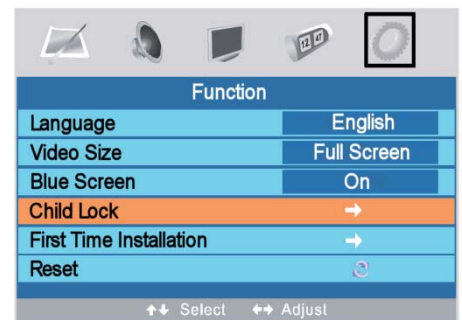 12 47
Function
Language English
Video Size Full Screen
Blue Screen On
Child Lock
First Time Installation
Reset
Select Adjust